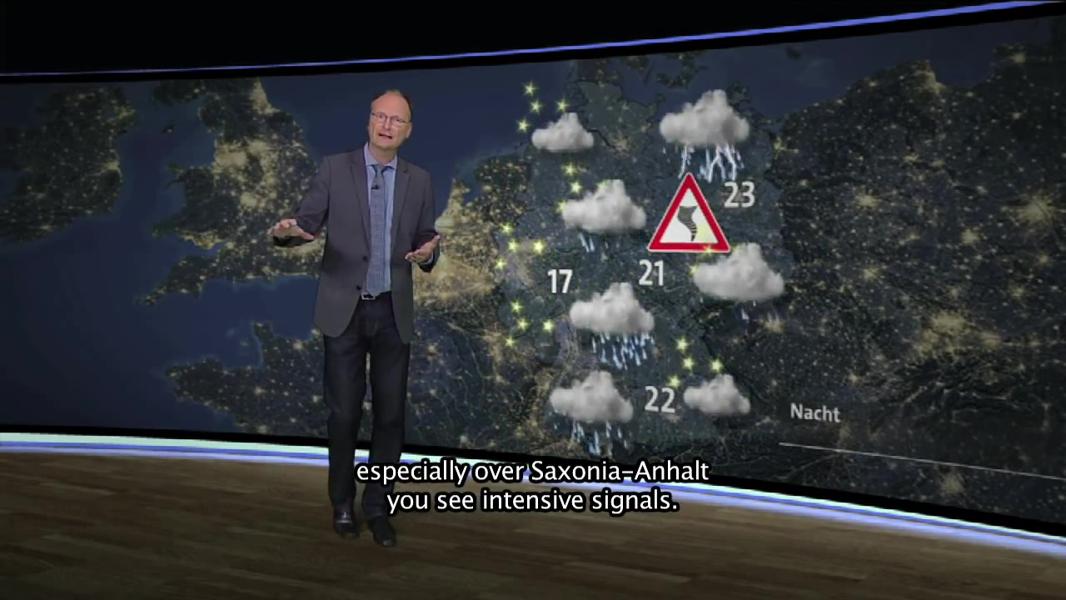 23
17
21
22
Nacht
especially over Saxonia-Anhalt
you see intensive signals.